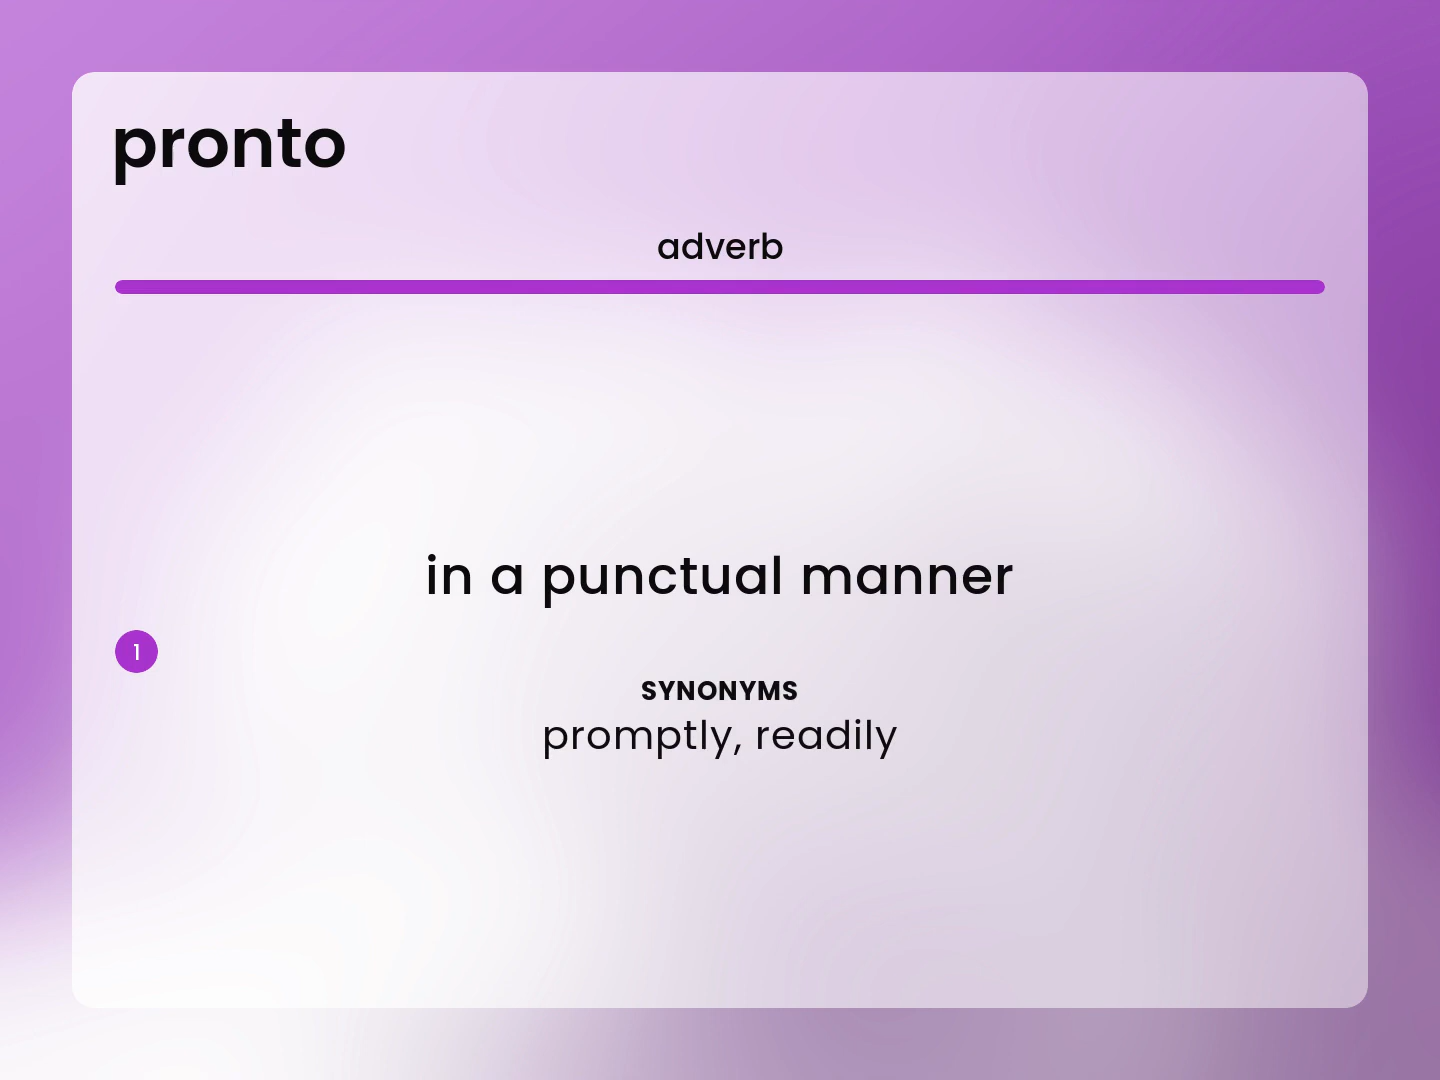 pronto
adverb
in a punctual manner
1
SYNONYMS
promptly, readily